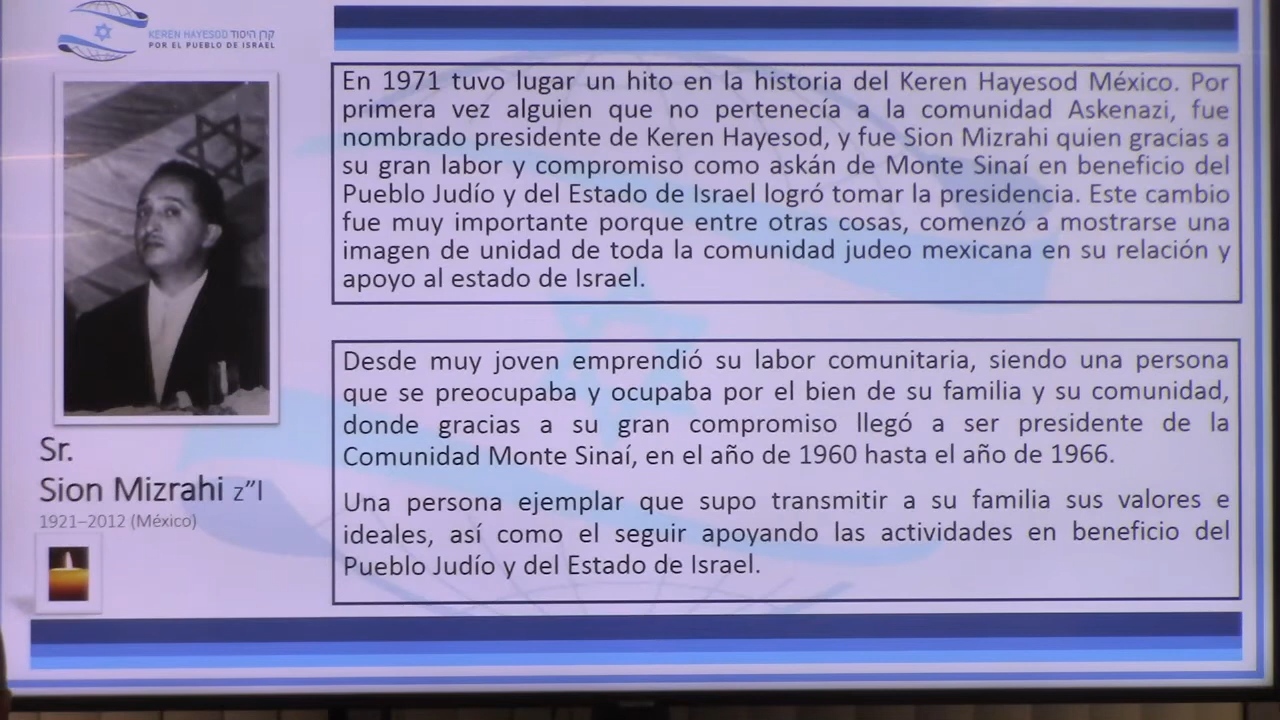 KEREN HAYESOD קרן היסוד
POR EL PUEBLO DE ISRAEL
En 1971 tuvo lugar un hito en la historia del Keren Hayesod México. Por
primera vez alguien que no pertenecía a la comunidad Askenazi, fue
nombrado presidente de Keren Hayesod, y fue Sion Mizrahi quien gracias a
su gran labor y compromiso como askán de Monte Sinaí en beneficio del
Pueblo Judío y del Estado de Israel logró tomar la presidencia. Este cambio
fue muy importante porque entre otras cosas, comenzó a mostrarse una
imagen de unidad de toda la comunidad judeo mexicana en su relación y
apoyo al estado de Israel.
Desde muy joven emprendió su labor comunitaria, siendo una persona
que se preocupaba y ocupaba por el bien de su familia y su comunidad,
donde gracias a su gran compromiso llegó a ser presidente de la
Comunidad Monte Sinaí, en el año de 1960 hasta el año de 1966.
Una persona ejemplar que supo transmitir a su familia sus valores e
ideales, así como el seguir apoyando las actividades en beneficio del
Pueblo Judío y del Estado de Israel.
Sr.
Sion Mizrahi z”l
1921–2012 (México)